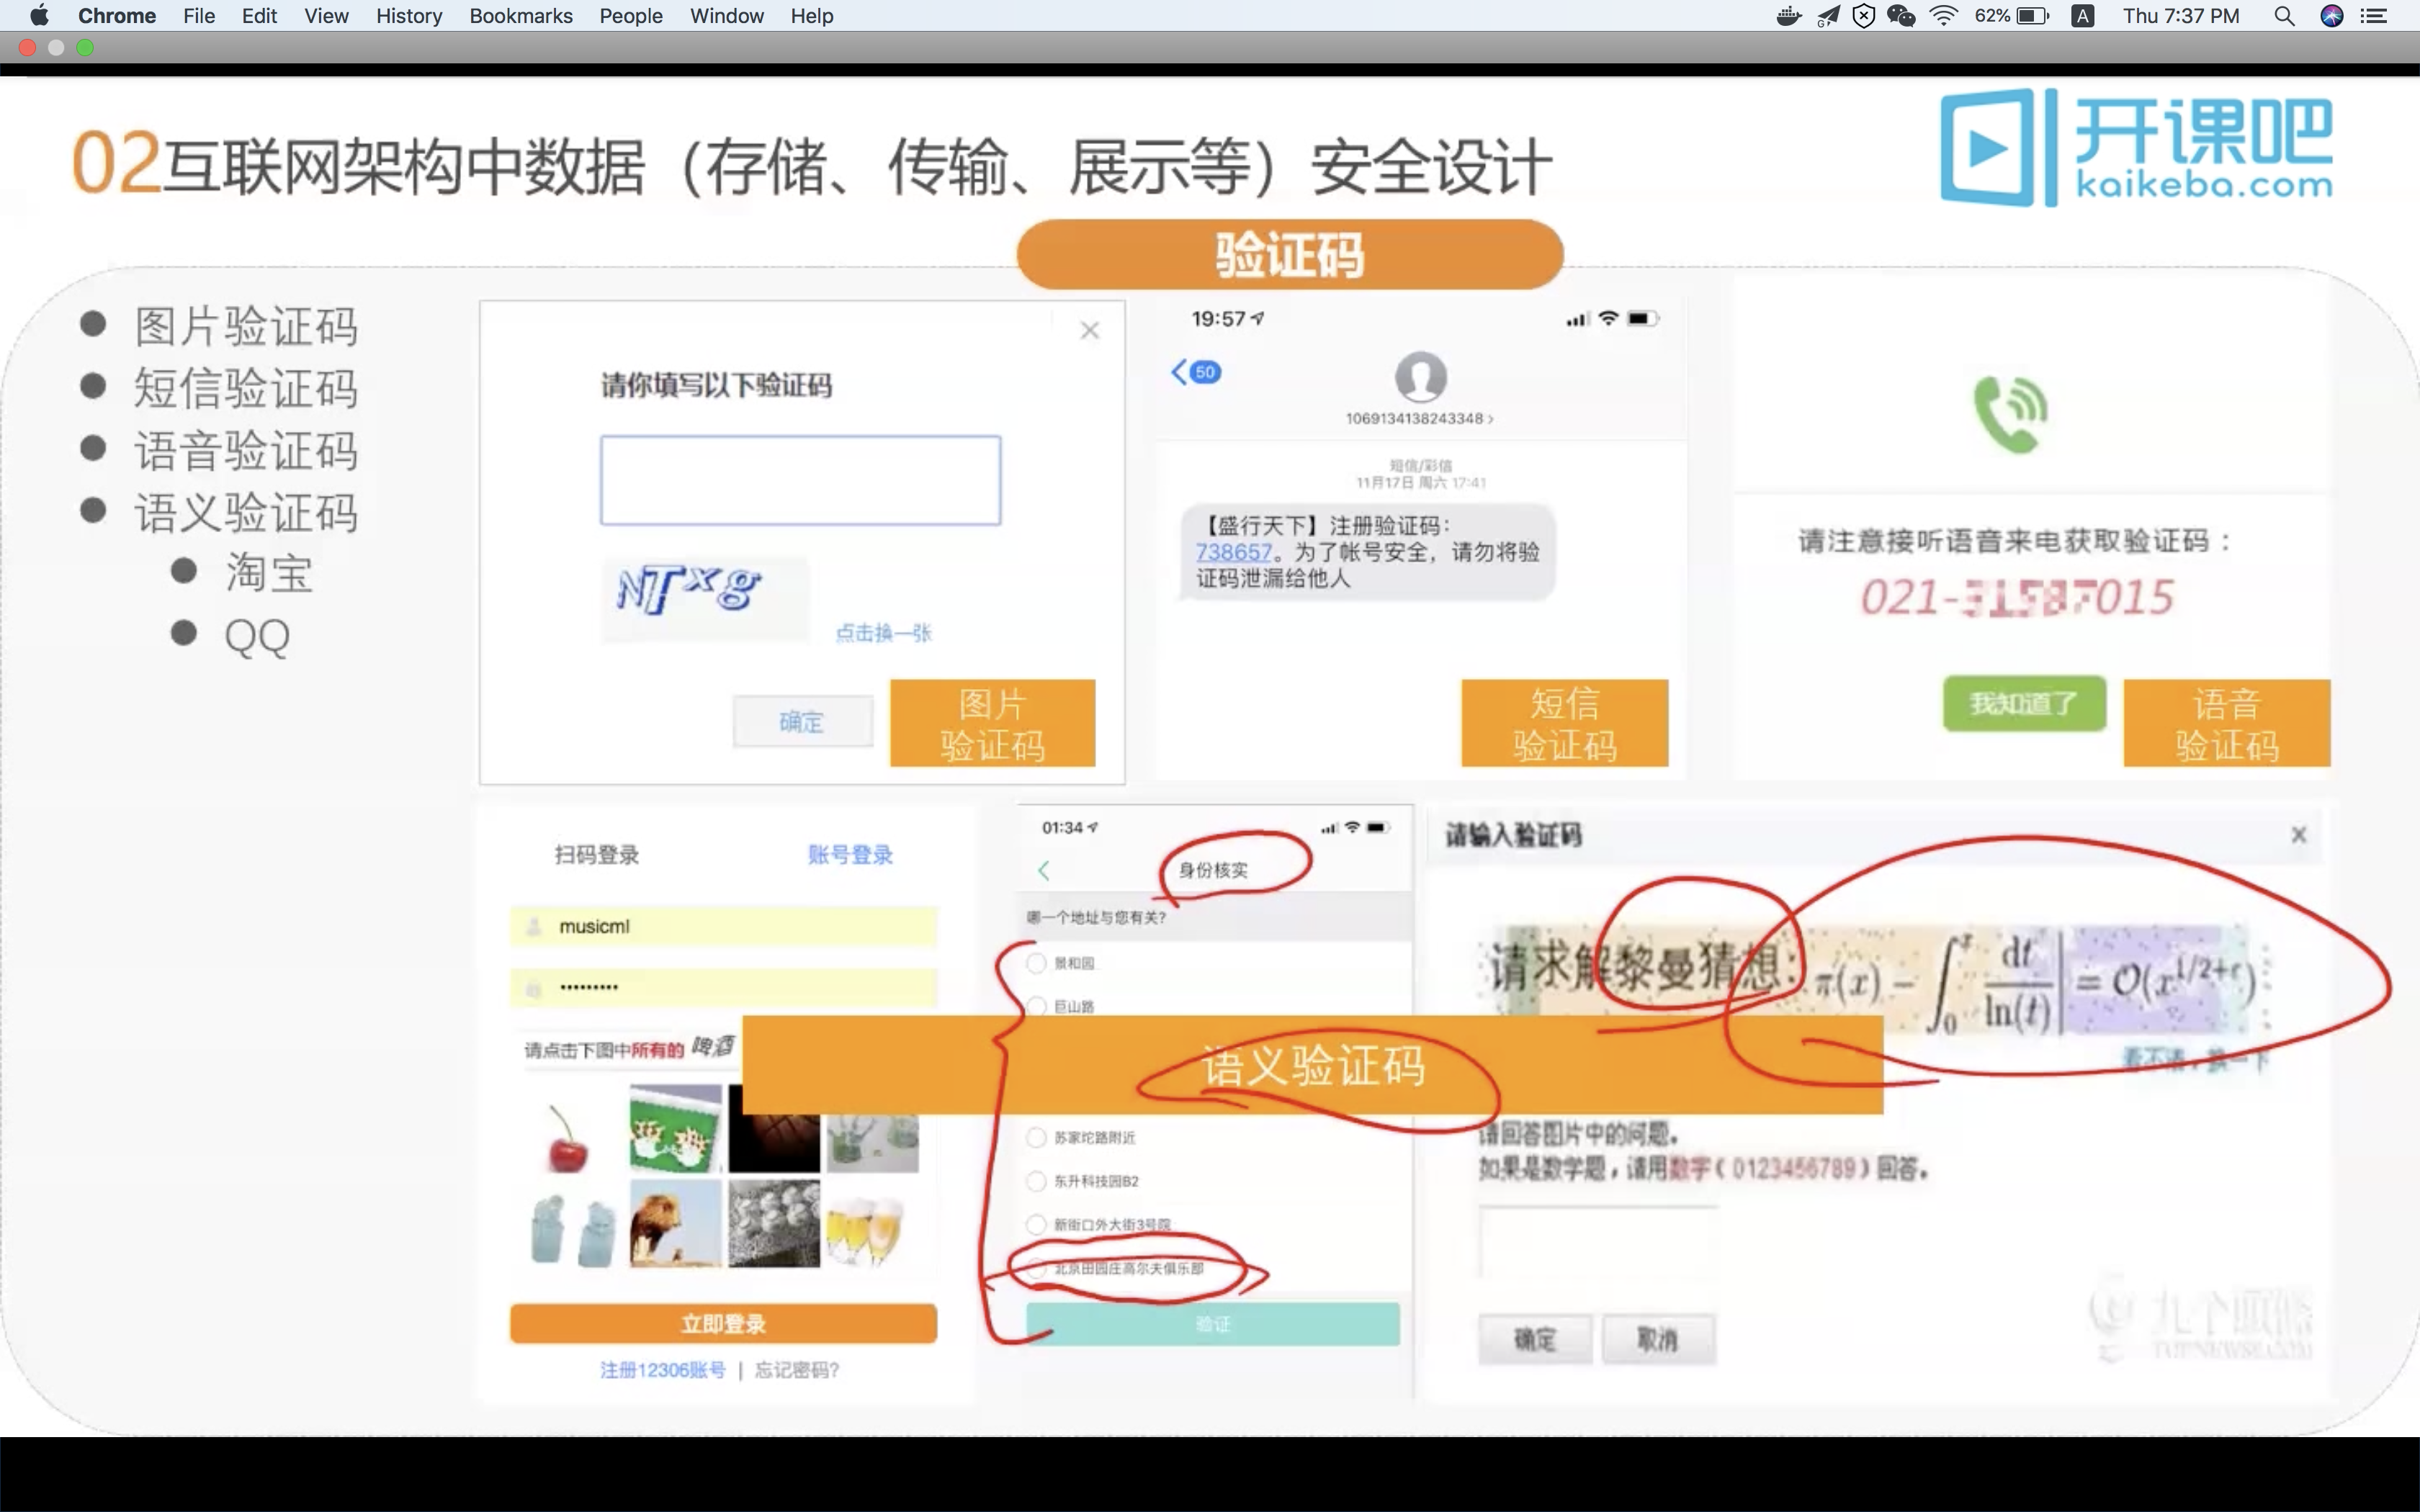 Chrome File Edit View History Bookmarks People Window Help
62% A Thu 7:37 PM
02互联网架构中数据（存储、传输、展示等）安全设计
开课吧
kaikeba.com
验证码
图片验证码
短信验证码
语音验证码
语义验证码
淘宝
QQ
请你填写以下验证码
NTxg
点击换一张
确定
图片
验证码
19:57
50
1069134138243348 >
短信/彩信
11月17日 周六 17:41
【盛行天下】注册验证码：
738657。为了帐号安全，请勿将验
证码泄漏给他人
短信
验证码
请注意接听语音来电获取验证码：
021-31587015
我知道了
语音
验证码
扫码登录 账号登录
musicml
•••••••••
请点击下图中所有的 啤酒
立即登录
注册12306账号 | 忘记密码?
01:34
身份核实
哪一个地址与您有关?
景和园
巨山路
语义验证码
苏家坨路附近
东升科技园B2
新街口外大街3号院
北京田园庄高尔夫俱乐部
验证
请输入验证码
请求解黎曼猜想: π(x) − ∫₀ˣ dt/ln(t)| = O(x^{1/2+ε})
看不清，换一下
请回答图片中的问题。
如果是数学题，请用数字（0123456789）回答。
确定 取消